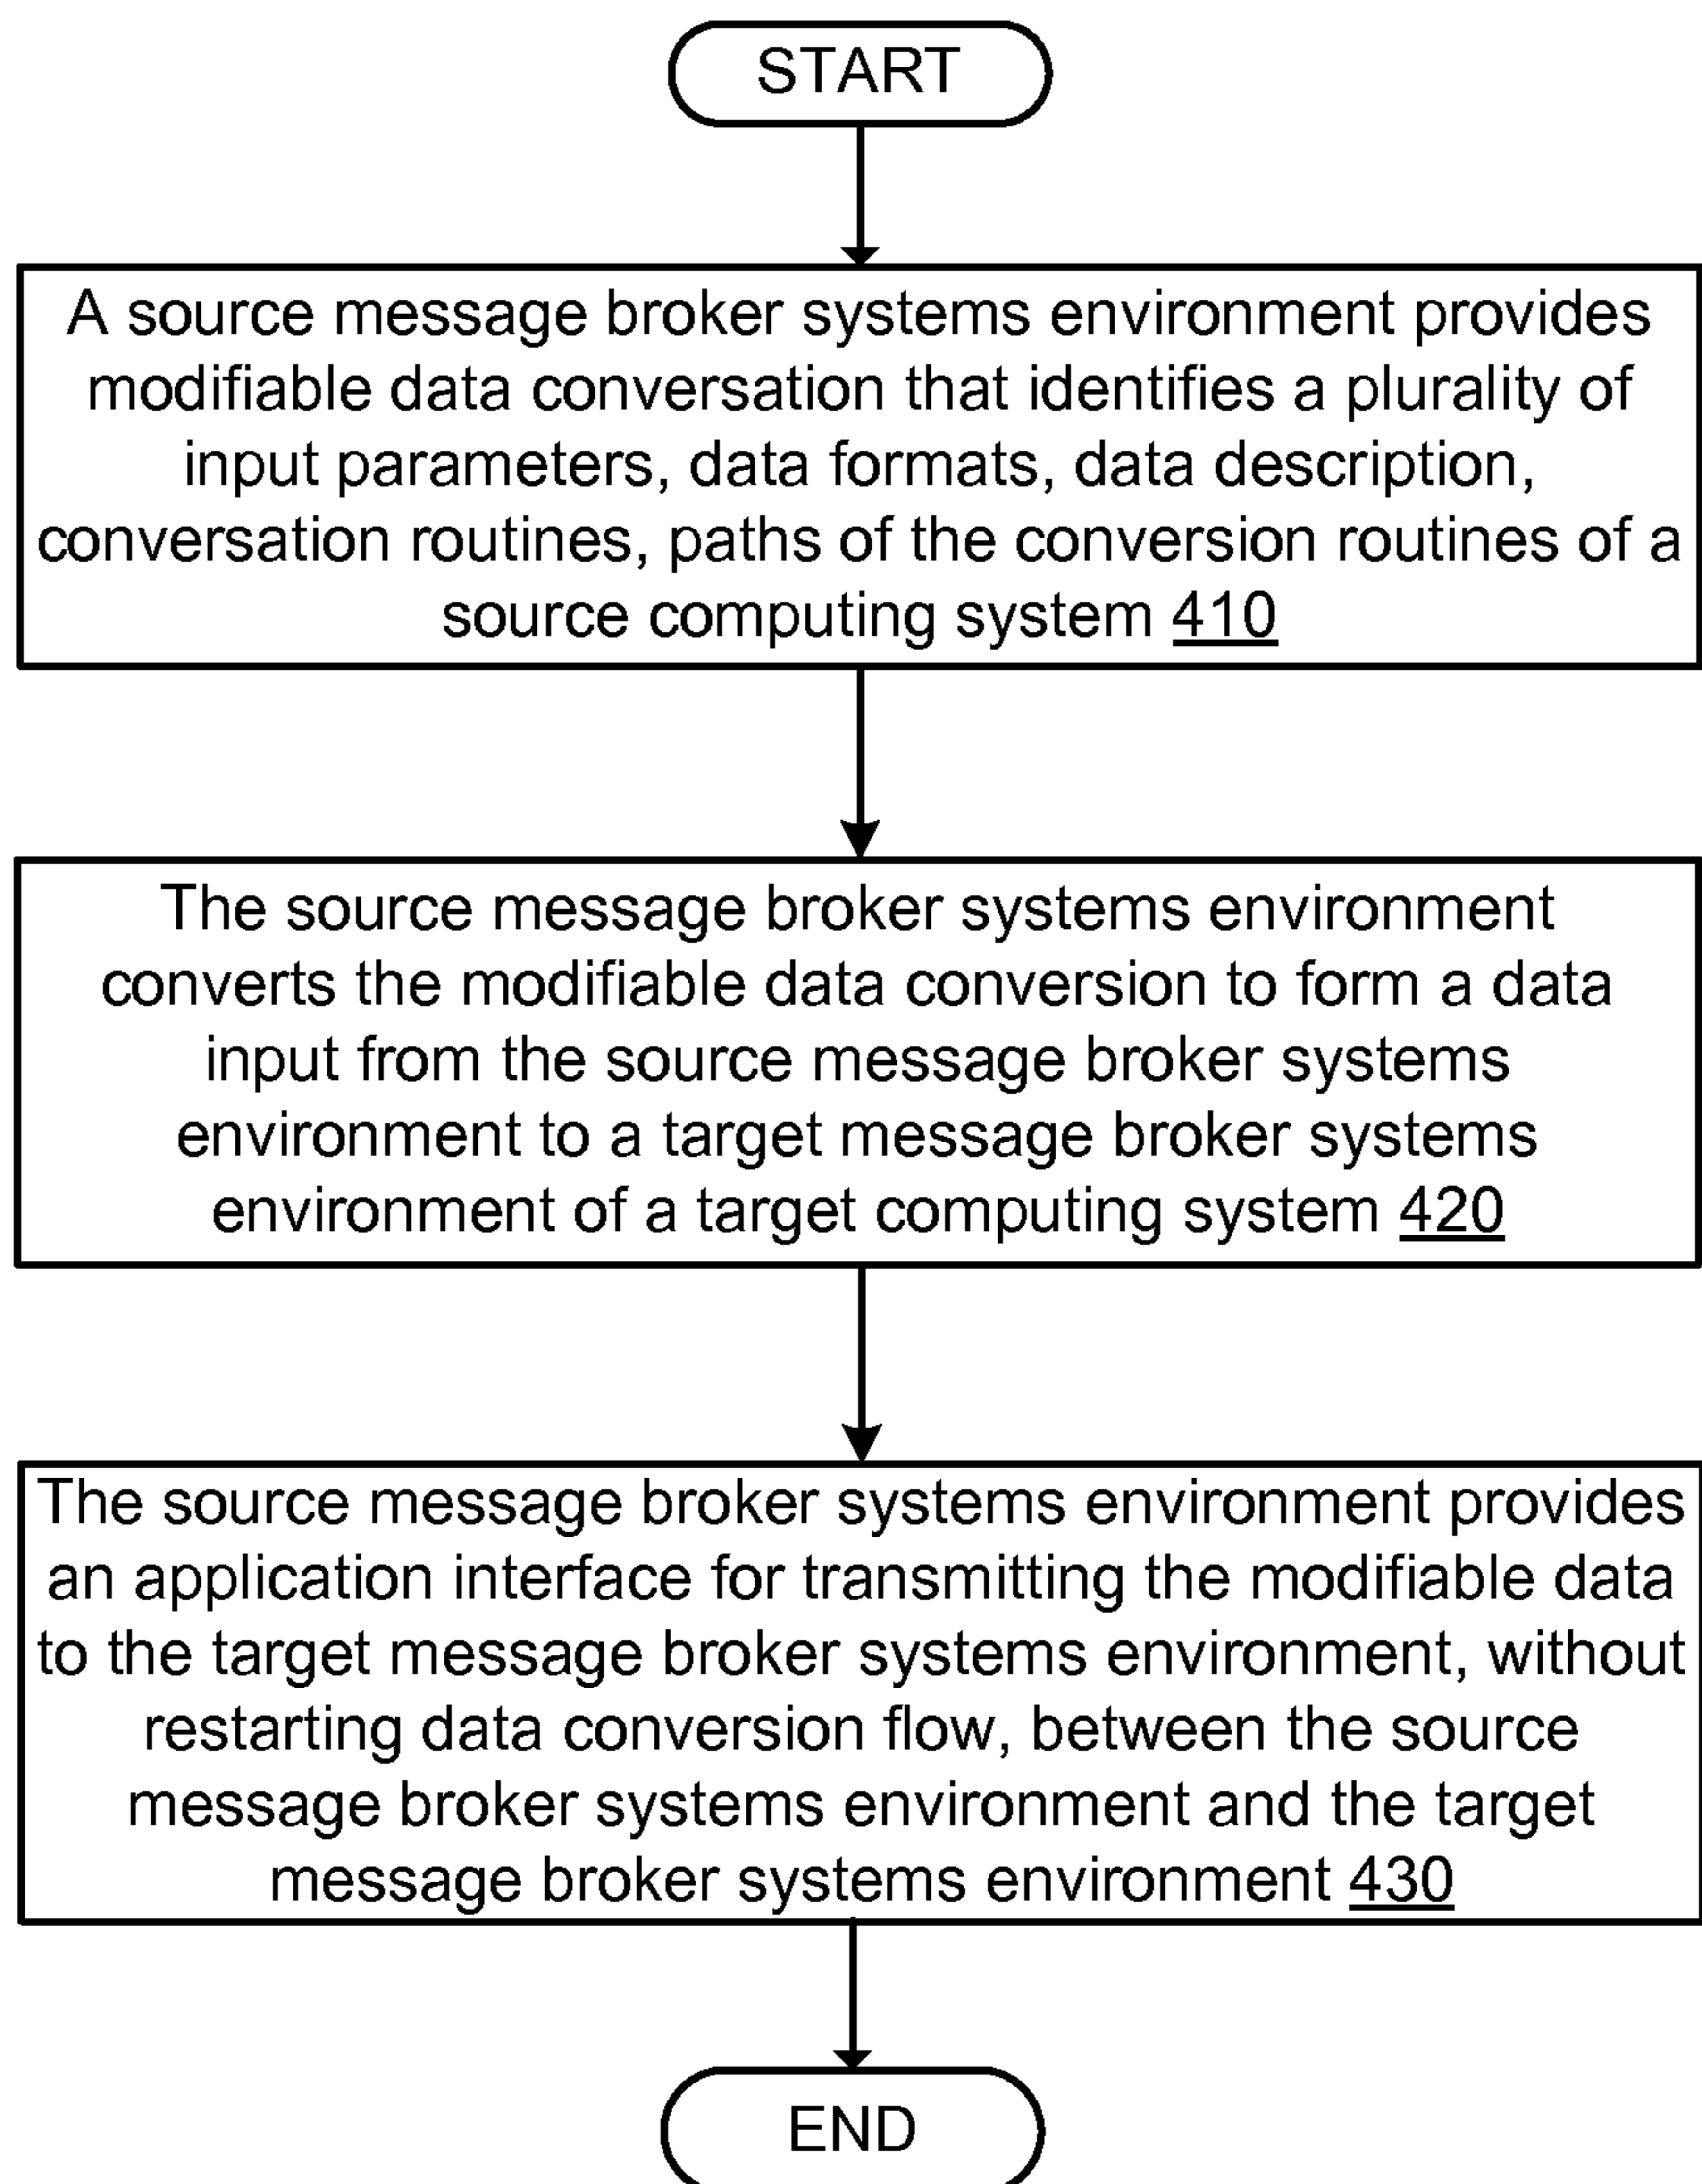 START
A source message broker systems environment provides
modifiable data conversation that identifies a plurality of
input parameters, data formats, data description,
conversation routines, paths of the conversion routines of a
source computing system 410
The source message broker systems environment
converts the modifiable data conversion to form a data
input from the source message broker systems
environment to a target message broker systems
environment of a target computing system 420
The source message broker systems environment provides
an application interface for transmitting the modifiable data
to the target message broker systems environment, without
restarting data conversion flow, between the source
message broker systems environment and the target
message broker systems environment 430
END